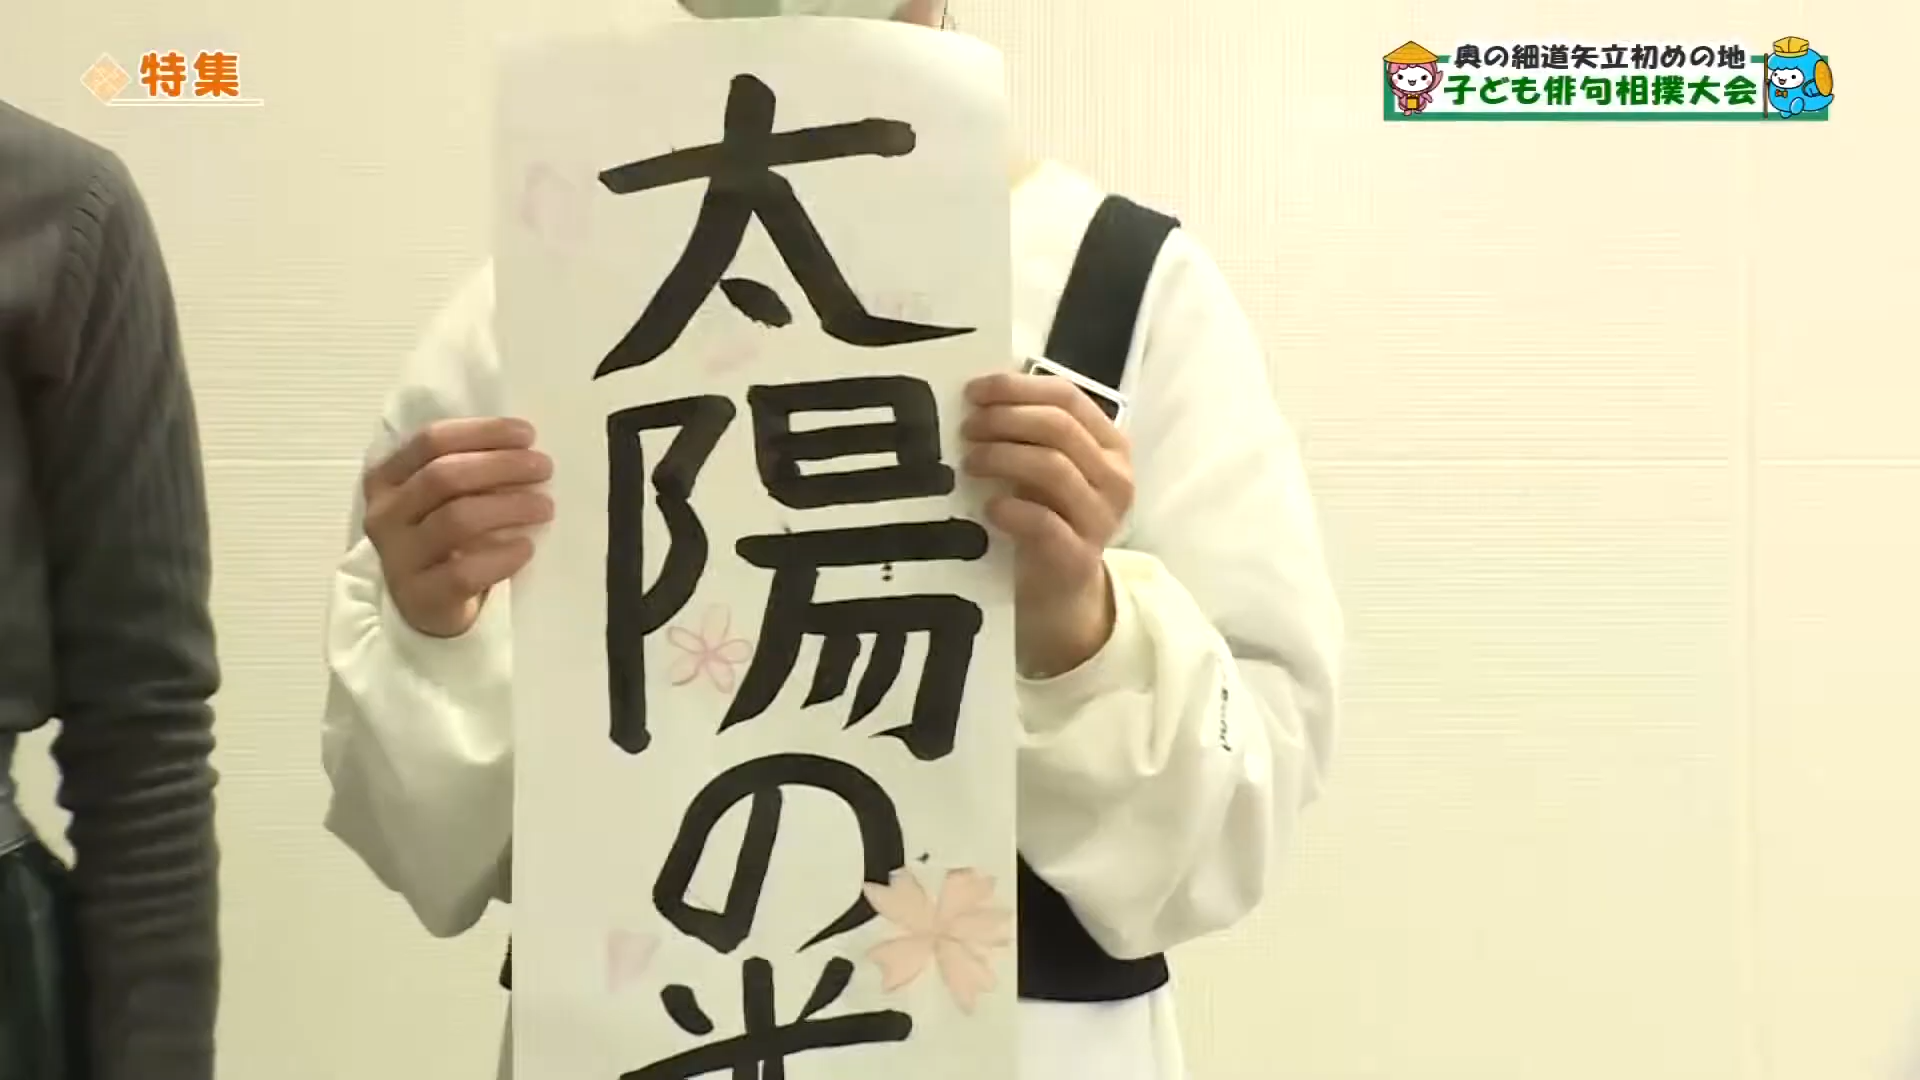 特集
奥の細道矢立初めの地
子ども俳句相撲大会
太陽の